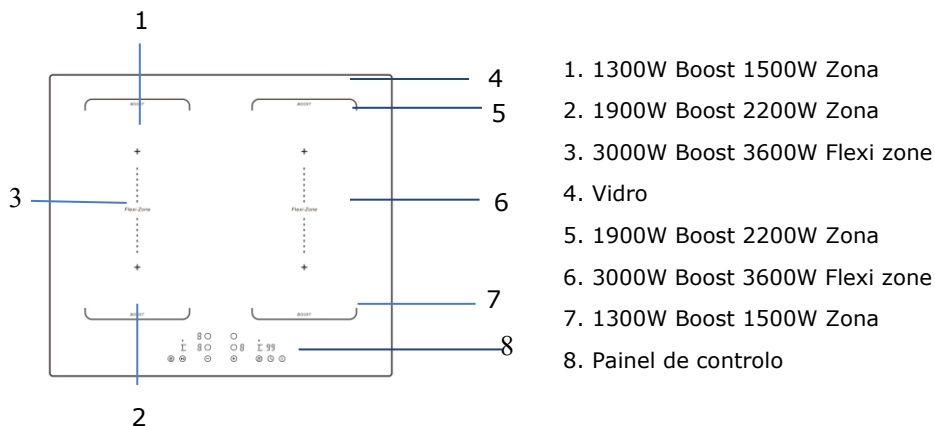 1
4
BOOST
BOOST
5
3
Flexi-Zone
Flexi-Zone
6
7
BOOST
BOOST
8
2
1. 1300W Boost 1500W Zona
2. 1900W Boost 2200W Zona
3. 3000W Boost 3600W Flexi zone
4. Vidro
5. 1900W Boost 2200W Zona
6. 3000W Boost 3600W Flexi zone
7. 1300W Boost 1500W Zona
8. Painel de controlo